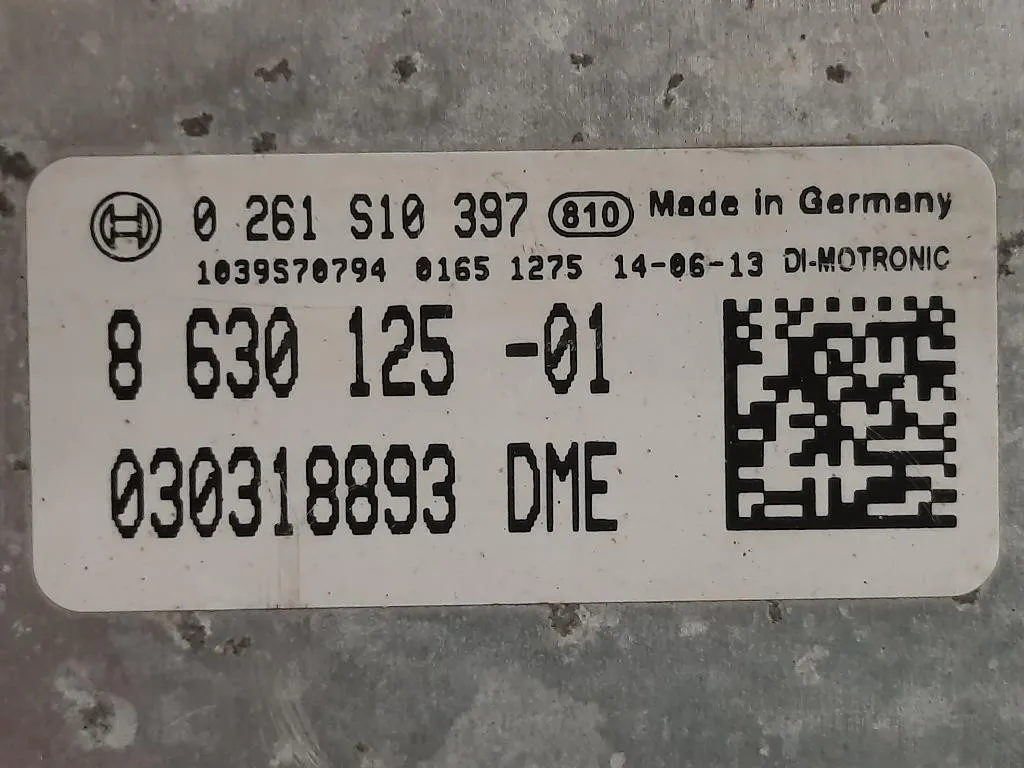 0 261 S10 397 810 Made in Germany
1039S70794 0165 1275 14-06-13 DI-MOTRONIC
8 630 125 -01
030318893 DME